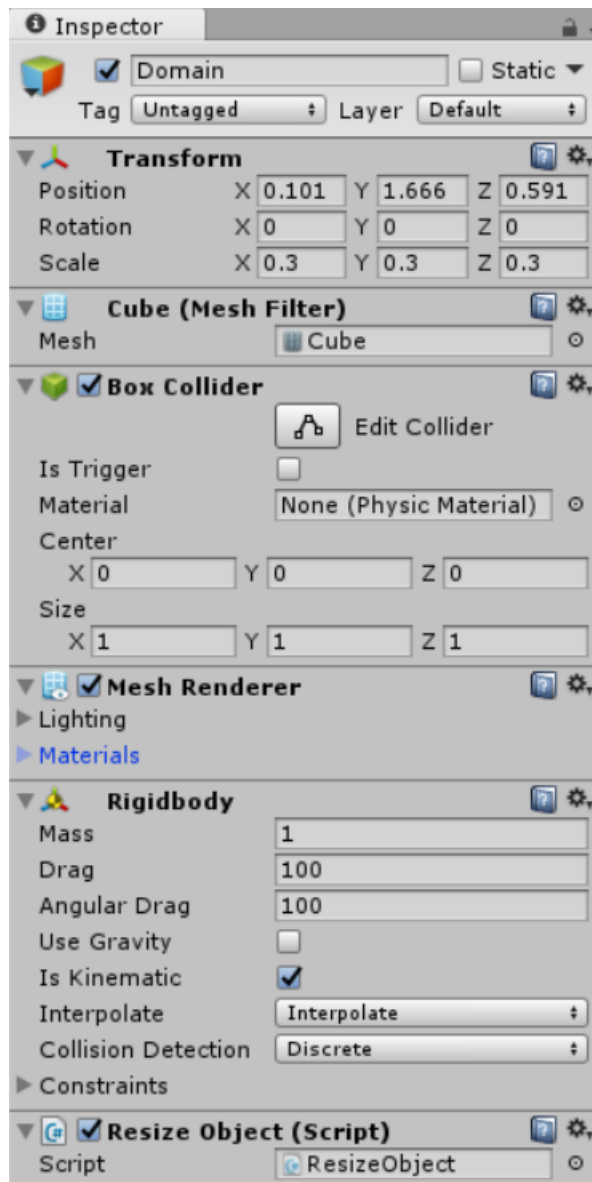 Inspector
Domain Static
Tag Untagged Layer Default
Transform
Position X 0.101 Y 1.666 Z 0.591
Rotation X 0 Y 0 Z 0
Scale X 0.3 Y 0.3 Z 0.3
Cube (Mesh Filter)
Mesh Cube
Box Collider
Edit Collider
Is Trigger
Material None (Physic Material)
Center
X 0 Y 0 Z 0
Size
X 1 Y 1 Z 1
Mesh Renderer
Lighting
Materials
Rigidbody
Mass 1
Drag 100
Angular Drag 100
Use Gravity
Is Kinematic
Interpolate Interpolate
Collision Detection Discrete
Constraints
Resize Object (Script)
Script ResizeObject